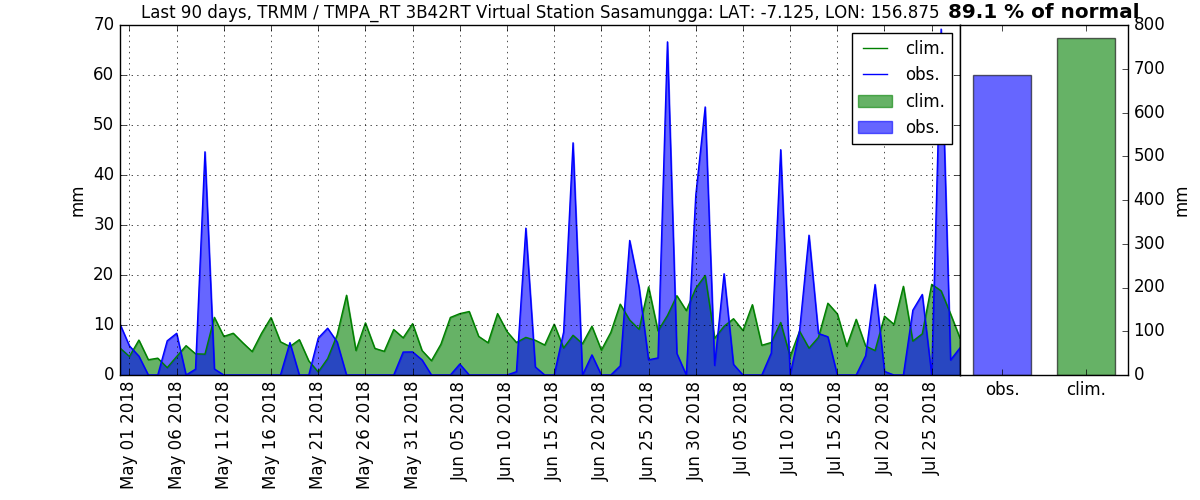 Last 90 days, TRMM / TMPA_RT 3B42RT Virtual Station Sasamungga: LAT: -7.125, LON: 156.875 89.1 % of normal
70
60
50
40
30
20
10
0
mm
clim.
obs.
clim.
obs.
800
700
600
500
400
300
200
100
0
mm
obs. clim.
May 01 2018
May 06 2018
May 11 2018
May 16 2018
May 21 2018
May 26 2018
May 31 2018
Jun 05 2018
Jun 10 2018
Jun 15 2018
Jun 20 2018
Jun 25 2018
Jun 30 2018
Jul 05 2018
Jul 10 2018
Jul 15 2018
Jul 20 2018
Jul 25 2018